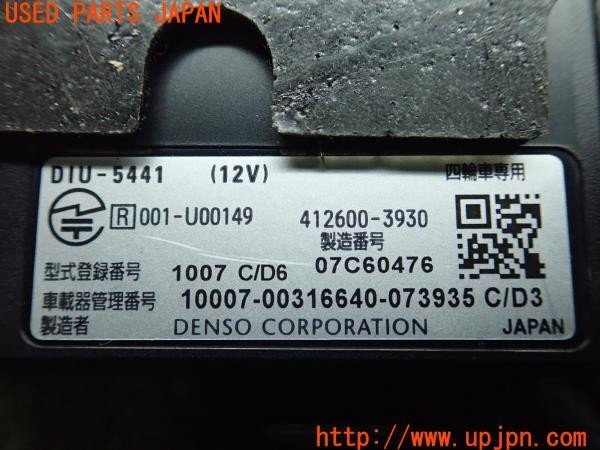 USED PARTS JAPAN
DIU-5441 (12V) 四輪車専用
R 001-U00149 412600-3930
製造番号
型式登録番号 1007 C/D6 07C60476
車載器管理番号 10007-00316640-073935 C/D3
製造者 DENSO CORPORATION JAPAN
UPJ www.upjpn.com